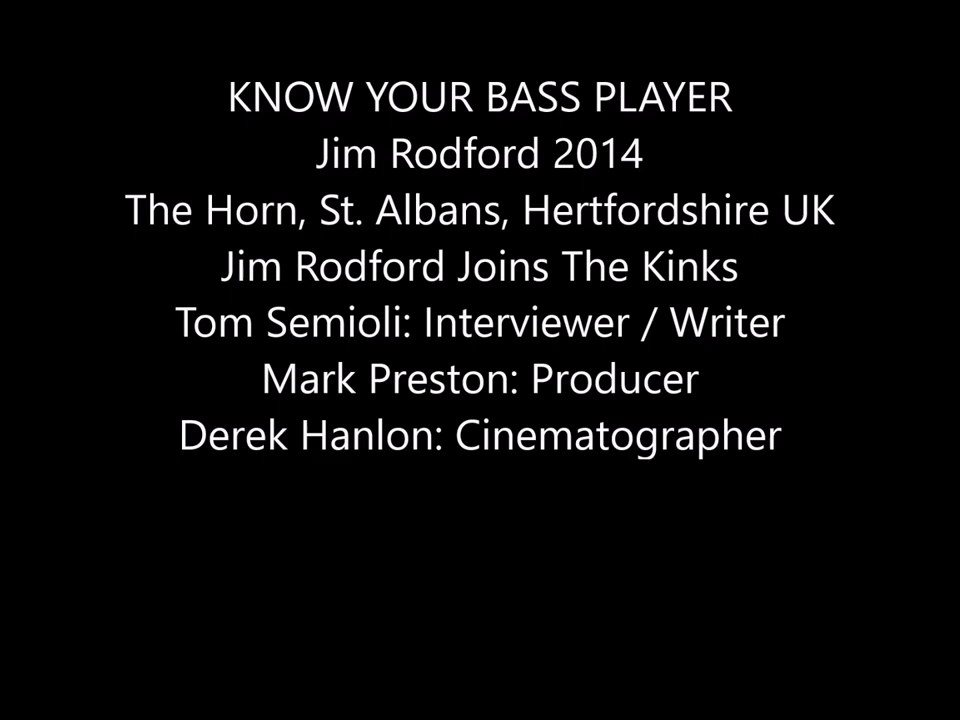 KNOW YOUR BASS PLAYER
Jim Rodford 2014
The Horn, St. Albans, Hertfordshire UK
Jim Rodford Joins The Kinks
Tom Semioli: Interviewer / Writer
Mark Preston: Producer
Derek Hanlon: Cinematographer